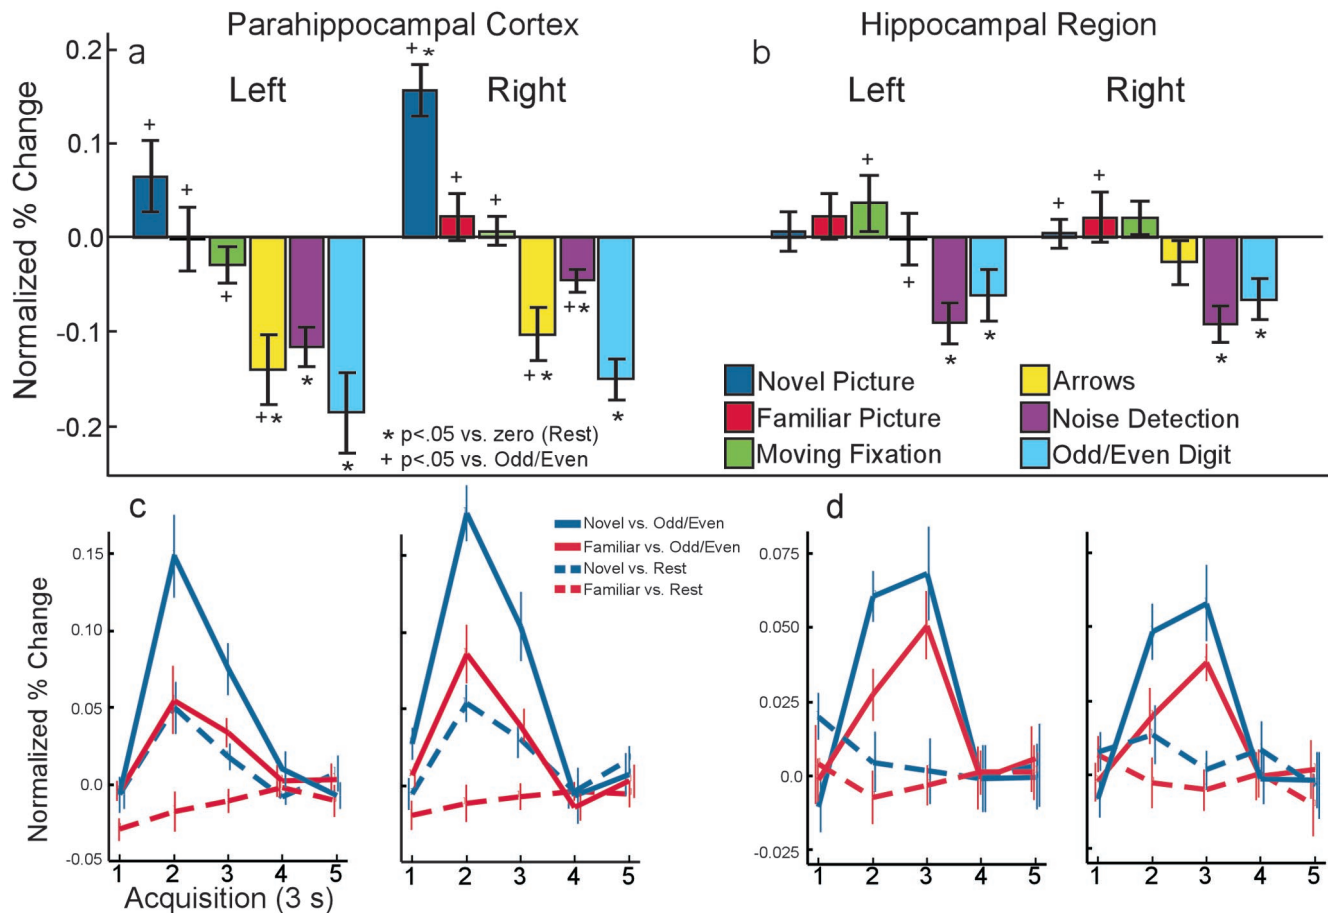 Parahippocampal Cortex
Hippocampal Region
a
b
Left
Right
Left
Right
Normalized % Change
0.2
0.1
0.0
-0.1
-0.2
+
+
+
+*
*
*
+*
+
+
+*
+*
*
+
+
*
*
+
+
*
*
* p<.05 vs. zero (Rest)
+ p<.05 vs. Odd/Even
Novel Picture
Familiar Picture
Moving Fixation
Arrows
Noise Detection
Odd/Even Digit
c
d
Novel vs. Odd/Even
Familiar vs. Odd/Even
Novel vs. Rest
Familiar vs. Rest
Normalized % Change
0.15
0.10
0.05
0.0
-0.05
1 2 3 4 5
1 2 3 4 5
Acquisition (3 s)
0.075
0.050
0.025
0.0
-0.025
1 2 3 4 5
1 2 3 4 5